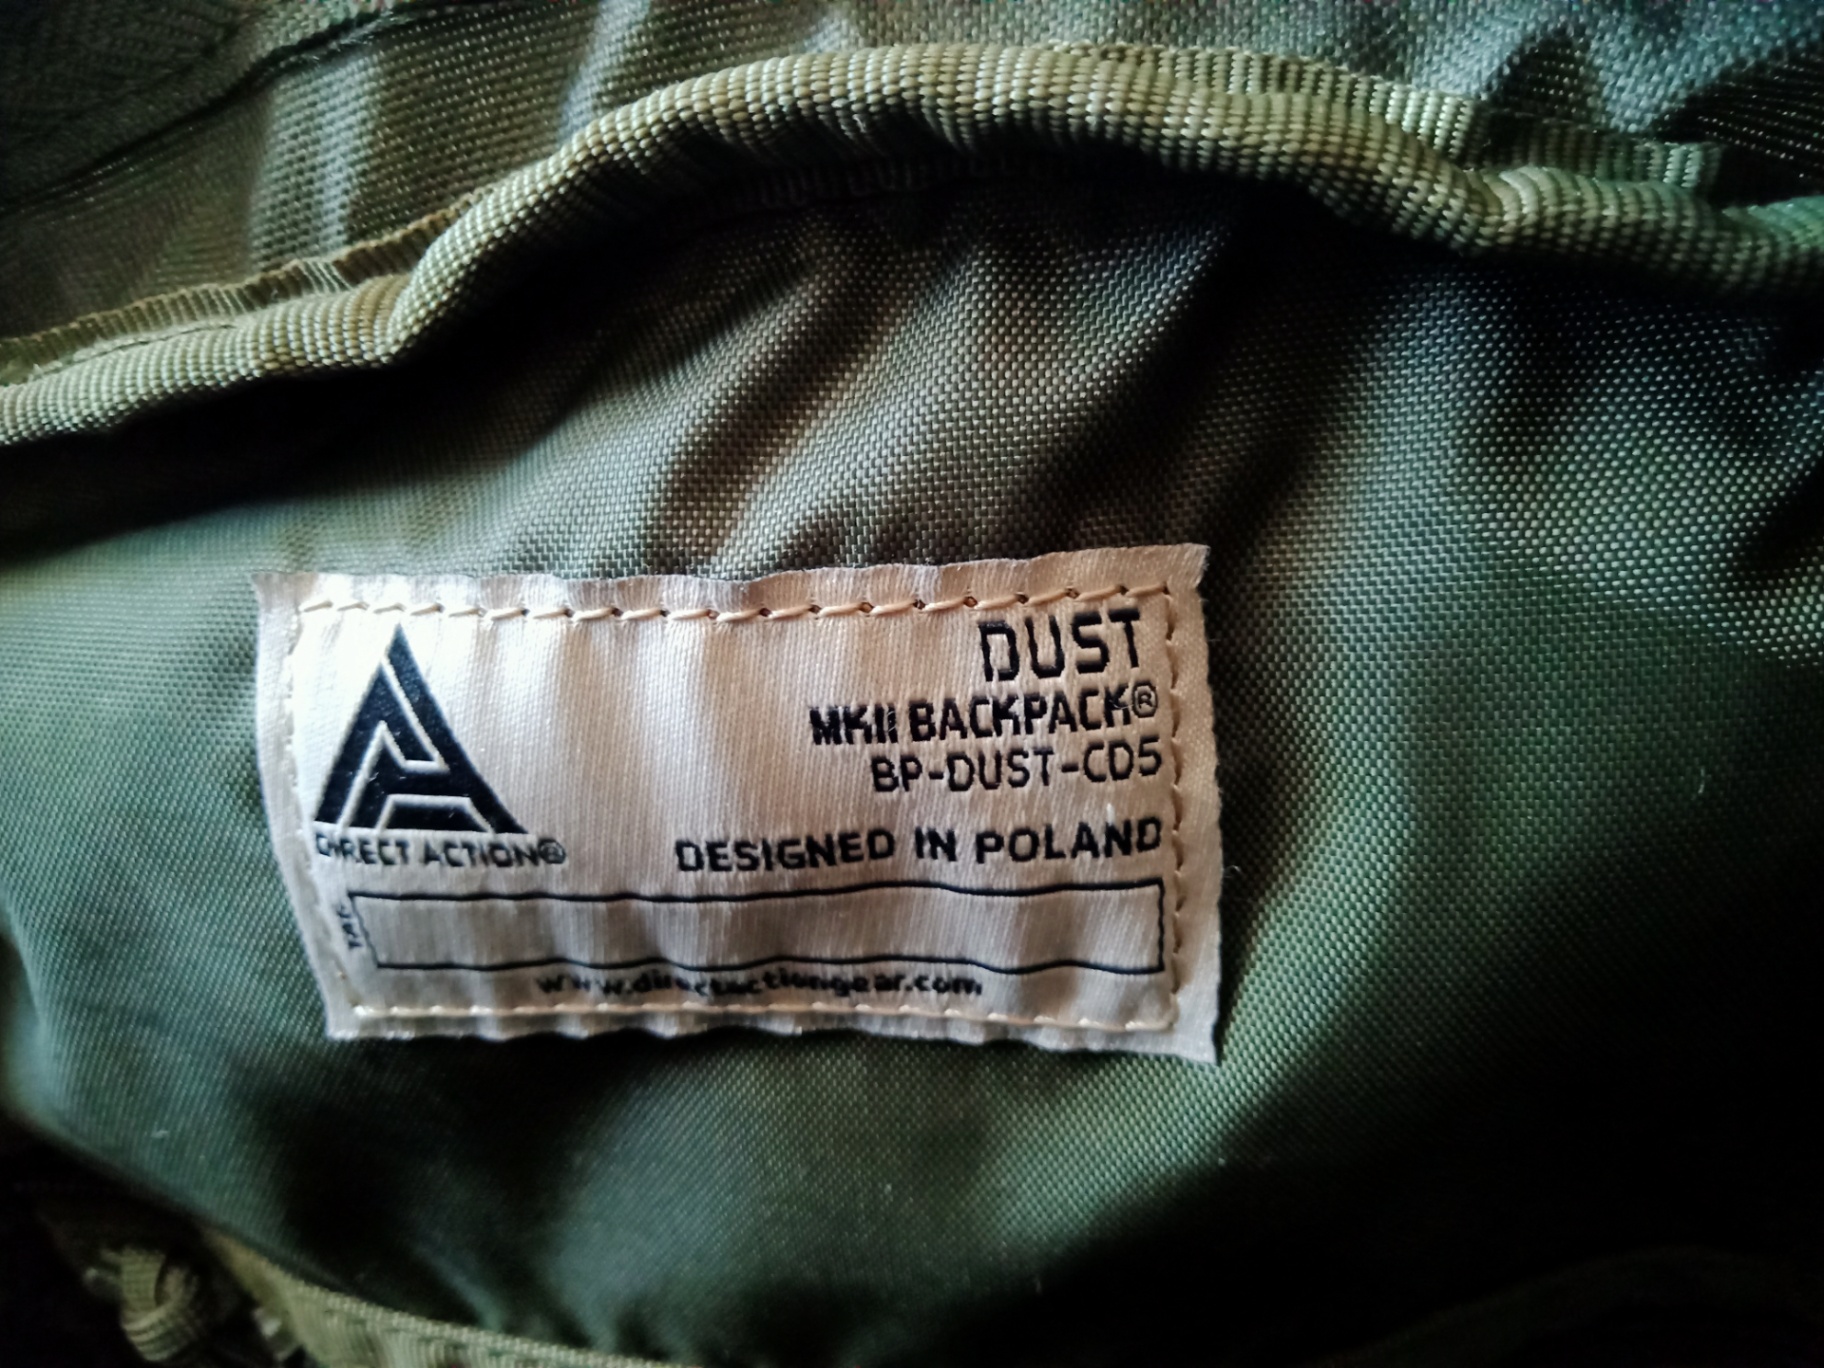 DUST
MKII BACKPACK®
BP-DUST-CD5
DIRECT ACTION®
DESIGNED IN POLAND
www.directactiongear.com